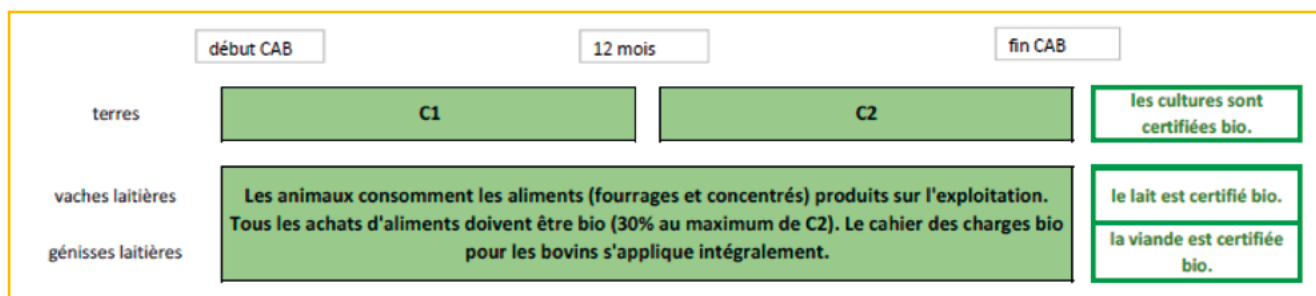 début CAB
12 mois
fin CAB
terres
C1
C2
les cultures sont
certifiées bio.
vaches laitières
génisses laitières
Les animaux consomment les aliments (fourrages et concentrés) produits sur l'exploitation.
Tous les achats d'aliments doivent être bio (30% au maximum de C2). Le cahier des charges bio
pour les bovins s'applique intégralement.
le lait est certifié bio.
la viande est certifiée
bio.